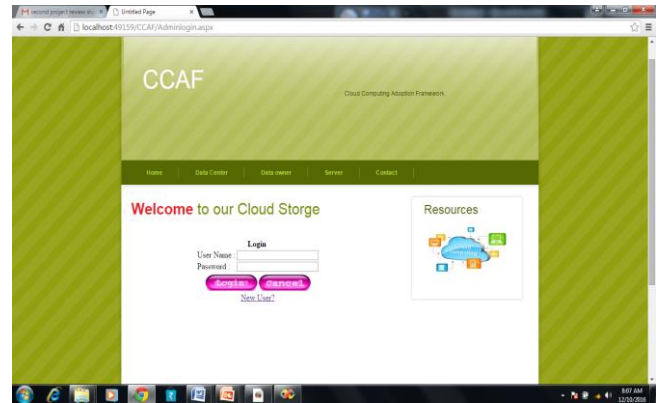 second project review
Untitled Page
localhost:49159/CCAF/Adminlogin.aspx
CCAF
Cloud Computing Adoption Framework.
Home Data Center Data owner Server Contact
Welcome to our Cloud Storge
Resources
Login
User Name :
Password :
Login Cancel
New User?
9:07 AM
12/10/2016